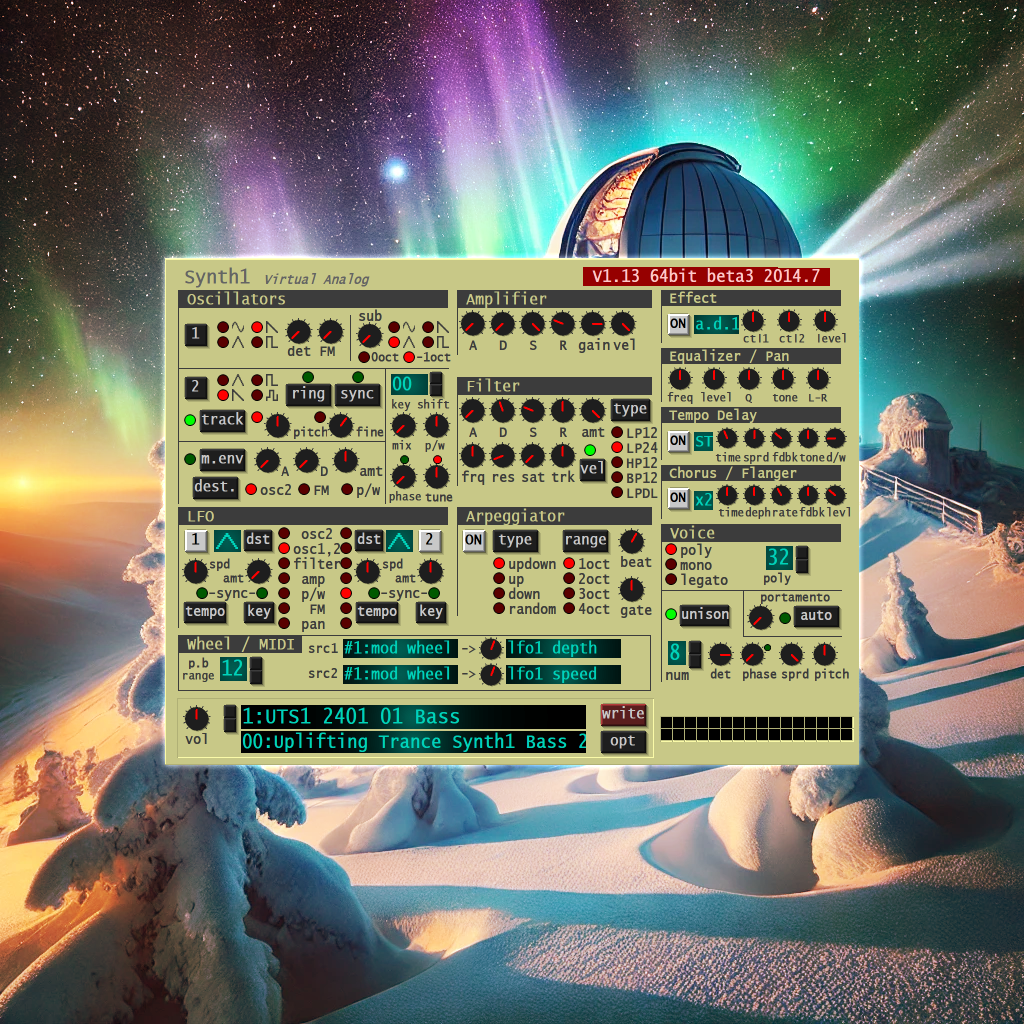 Synth1 Virtual Analog
V1.13 64bit beta3 2014.7
Oscillators
1
det FM
sub
0oct -1oct
2
ring sync
track
pitch fine
00
key shift
mix p/w
m.env
A D amt
dest.
osc2 FM p/w
phase tune
Amplifier
A D S R gain vel
Filter
type
A D S R amt
LP12
LP24
HP12
BP12
LPDL
frq res sat trk vel
Effect
ON a.d.1
ctl1 ctl2 level
Equalizer / Pan
freq level Q tone L-R
Tempo Delay
ON ST
time sprd fdbk tone d/w
Chorus / Flanger
ON x2
time deph rate fdbk levl
LFO
1 dst
osc2
osc1,2
filter
amp
p/w
FM
pan
dst 2
spd amt
spd amt
-sync-
-sync-
tempo key
tempo key
Arpeggiator
ON type range
beat
updown
up
down
random
1oct
2oct
3oct
4oct
gate
Voice
poly
mono
legato
32
poly
portamento
unison
auto
8
num
det phase sprd pitch
Wheel / MIDI
p.b
range
12
src1 #1:mod wheel -> lfo1 depth
src2 #1:mod wheel -> lfo1 speed
vol
1:UTS1 2401 01 Bass
00:Uplifting Trance Synth1 Bass 2
write
opt